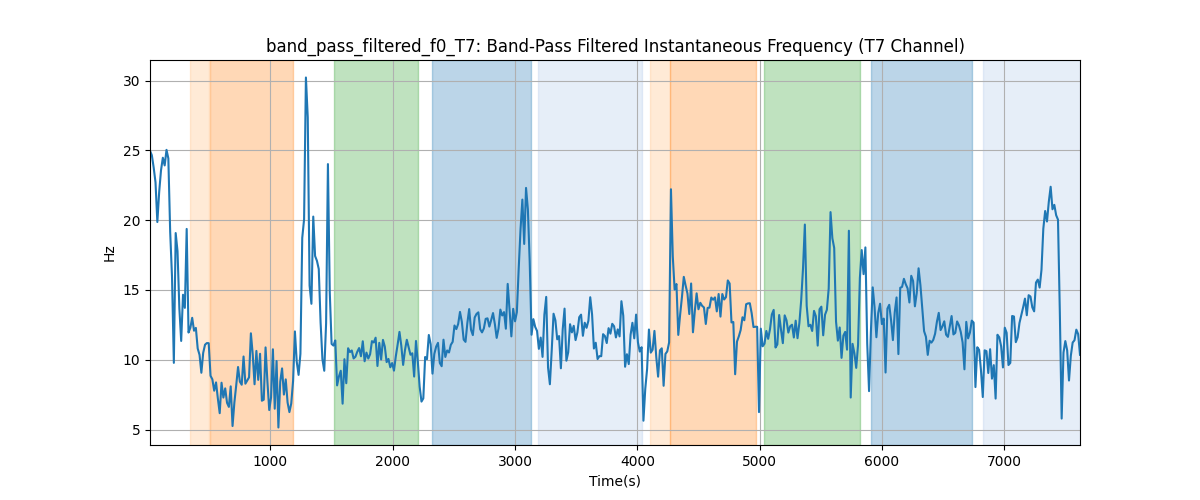 band_pass_filtered_f0_T7: Band-Pass Filtered Instantaneous Frequency (T7 Channel)
30
25
20
15
10
5
Hz
1000 2000 3000 4000 5000 6000 7000
Time(s)